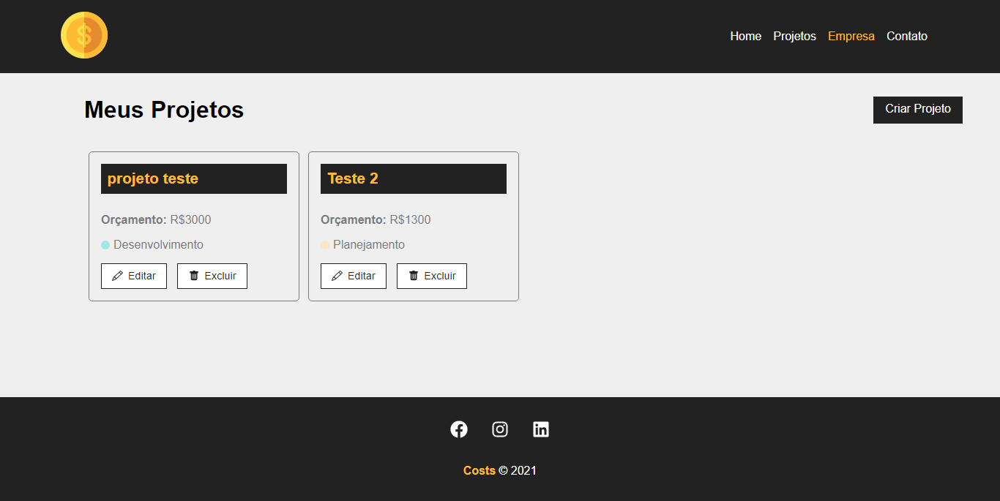 $
Home Projetos Empresa Contato
Meus Projetos
Criar Projeto
projeto teste
Orçamento: R$3000
Desenvolvimento
Editar Excluir
Teste 2
Orçamento: R$1300
Planejamento
Editar Excluir
Costs © 2021